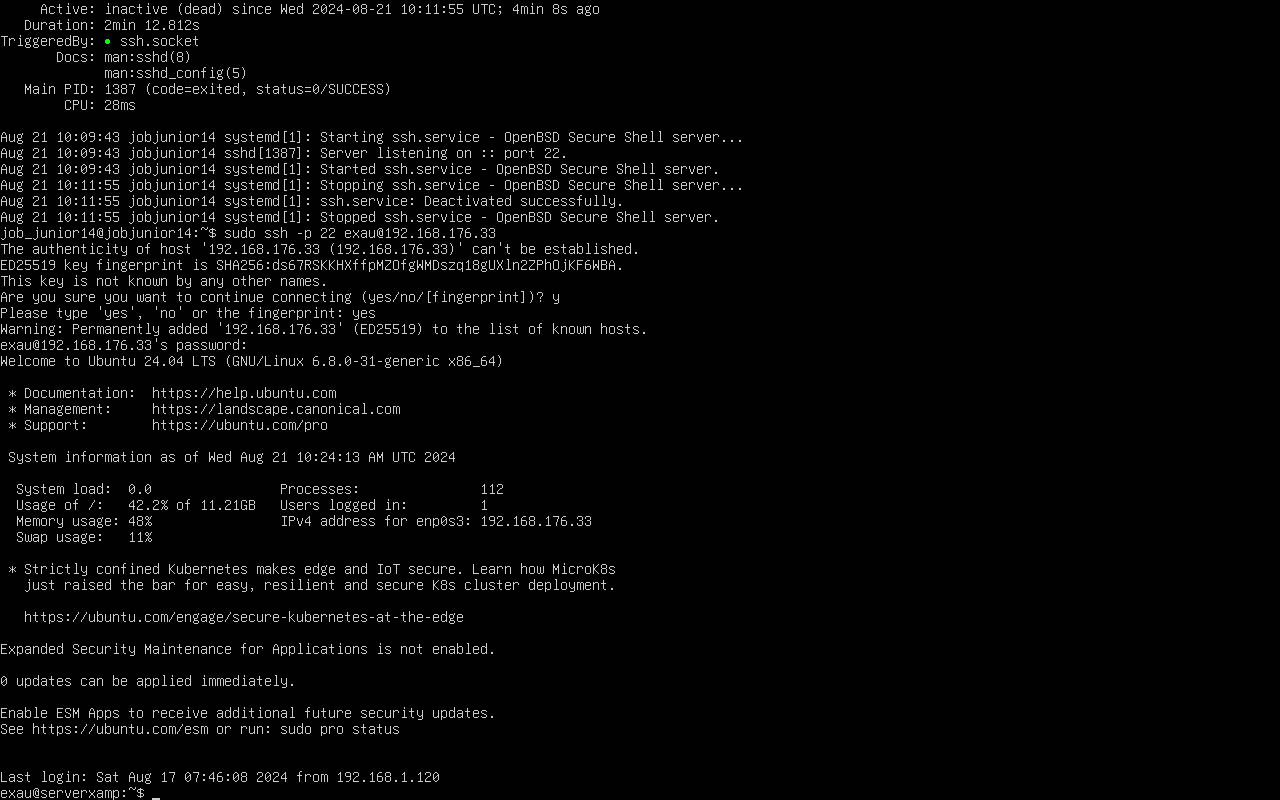 Active: inactive (dead) since Wed 2024-08-21 10:11:55 UTC; 4min 8s ago
Duration: 2min 12.812s
TriggeredBy: ● ssh.socket
Docs: man:sshd(8)
man:sshd_config(5)
Main PID: 1387 (code=exited, status=0/SUCCESS)
CPU: 28ms

Aug 21 10:09:43 jobjunior14 systemd[1]: Starting ssh.service - OpenBSD Secure Shell server...
Aug 21 10:09:43 jobjunior14 sshd[1387]: Server listening on :: port 22.
Aug 21 10:09:43 jobjunior14 systemd[1]: Started ssh.service - OpenBSD Secure Shell server.
Aug 21 10:11:55 jobjunior14 systemd[1]: Stopping ssh.service - OpenBSD Secure Shell server...
Aug 21 10:11:55 jobjunior14 systemd[1]: ssh.service: Deactivated successfully.
Aug 21 10:11:55 jobjunior14 systemd[1]: Stopped ssh.service - OpenBSD Secure Shell server.
job_junior14@jobjunior14:~$ sudo ssh -p 22 exau@192.168.176.33
The authenticity of host '192.168.176.33 (192.168.176.33)' can't be established.
ED25519 key fingerprint is SHA256:ds67RSKKHXffpMZOfgWMDszq18gUXln2ZPhOjKF6WBA.
This key is not known by any other names.
Are you sure you want to continue connecting (yes/no/[fingerprint])? y
Please type 'yes', 'no' or the fingerprint: yes
Warning: Permanently added '192.168.176.33' (ED25519) to the list of known hosts.
exau@192.168.176.33's password:
Welcome to Ubuntu 24.04 LTS (GNU/Linux 6.8.0-31-generic x86_64)

* Documentation:  https://help.ubuntu.com
* Management:     https://landscape.canonical.com
* Support:        https://ubuntu.com/pro

System information as of Wed Aug 21 10:24:13 AM UTC 2024

System load:  0.0                Processes:               112
Usage of /:   42.2% of 11.21GB   Users logged in:         1
Memory usage: 48%                IPv4 address for enp0s3: 192.168.176.33
Swap usage:   11%

* Strictly confined Kubernetes makes edge and IoT secure. Learn how MicroK8s
just raised the bar for easy, resilient and secure K8s cluster deployment.

https://ubuntu.com/engage/secure-kubernetes-at-the-edge

Expanded Security Maintenance for Applications is not enabled.

0 updates can be applied immediately.

Enable ESM Apps to receive additional future security updates.
See https://ubuntu.com/esm or run: sudo pro status

Last login: Sat Aug 17 07:46:08 2024 from 192.168.1.120
exau@serverxamp:~$ _